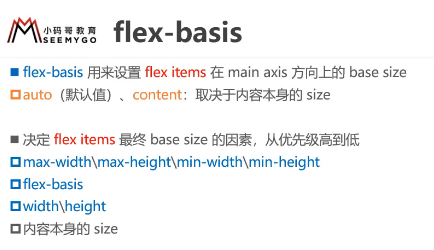 小码哥教育
SEEMYGO
flex-basis
flex-basis 用来设置 flex items 在 main axis 方向上的 base size
auto（默认值）、content：取决于内容本身的 size
决定 flex items 最终 base size 的因素，从优先级高到低
max-width\max-height\min-width\min-height
flex-basis
width\height
内容本身的 size